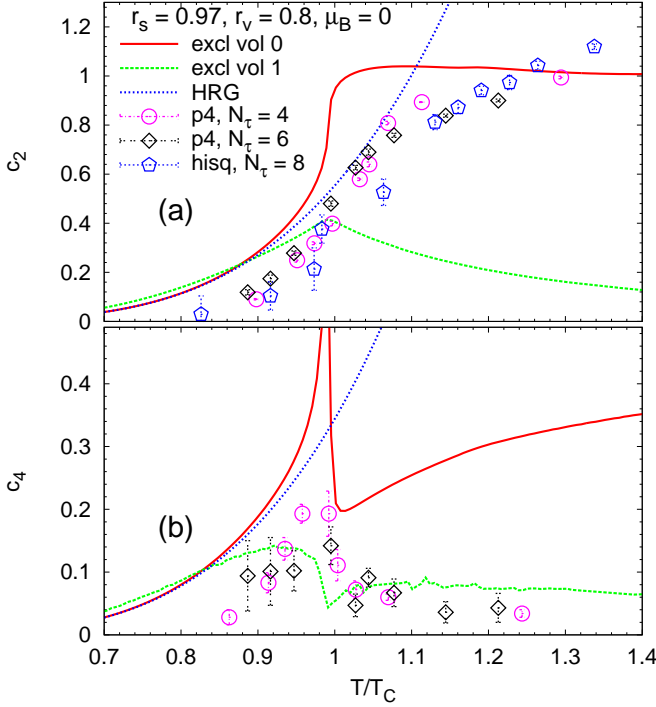 r_s = 0.97, r_v = 0.8, μ_B = 0
excl vol 0
excl vol 1
HRG
p4, N_τ = 4
p4, N_τ = 6
hisq, N_τ = 8
(a)
c_2
0
0.2
0.4
0.6
0.8
1
1.2
(b)
c_4
0
0.1
0.2
0.3
0.4
0.7 0.8 0.9 1 1.1 1.2 1.3 1.4
T/T_C